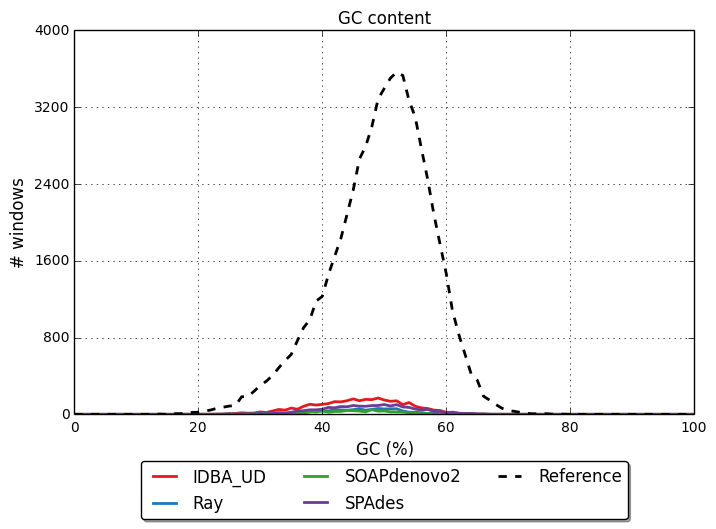 GC content
4000
3200
2400
1600
800
0
# windows
0 20 40 60 80 100
GC (%)
IDBA_UD SOAPdenovo2 Reference
Ray SPAdes